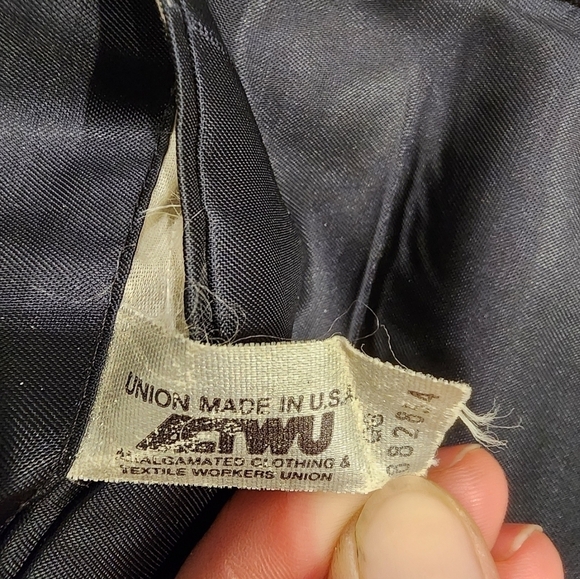 UNION MADE IN U.S.A.
ACTWU
AMALGAMATED CLOTHING &
TEXTILE WORKERS UNION